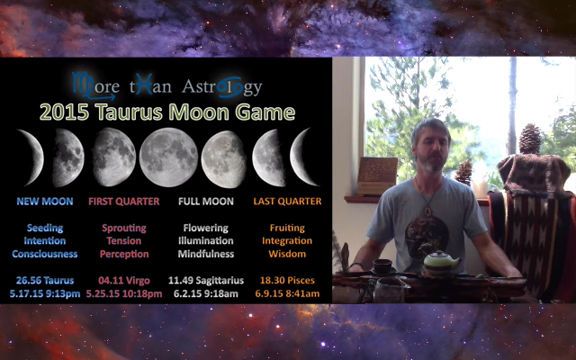 More than Astrology
2015 Taurus Moon Game
NEW MOON FIRST QUARTER FULL MOON LAST QUARTER
Seeding Sprouting Flowering Fruiting
Intention Tension Illumination Integration
Consciousness Perception Mindfulness Wisdom
26.56 Taurus 04.11 Virgo 11.49 Sagittarius 18.30 Pisces
5.17.15 9:13pm 5.25.15 10:18pm 6.2.15 9:18am 6.9.15 8:41am